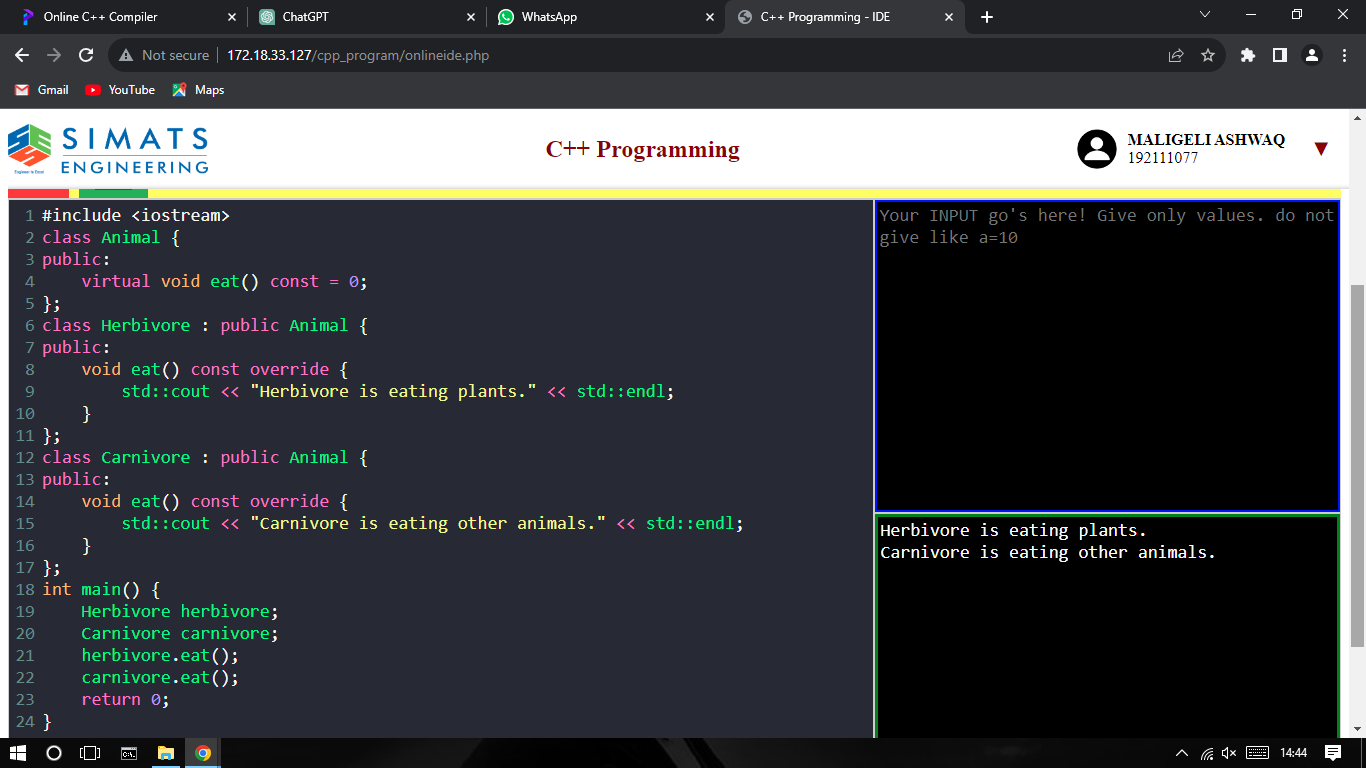 Online C++ Compiler
ChatGPT
WhatsApp
C++ Programming - IDE
Not secure 172.18.33.127/cpp_program/onlineide.php
Gmail YouTube Maps
SIMATS
ENGINEERING
Engineer to Excel
C++ Programming
MALIGELI ASHWAQ
192111077
1 #include <iostream>
2 class Animal {
3 public:
4     virtual void eat() const = 0;
5 };
6 class Herbivore : public Animal {
7 public:
8     void eat() const override {
9         std::cout << "Herbivore is eating plants." << std::endl;
10     }
11 };
12 class Carnivore : public Animal {
13 public:
14     void eat() const override {
15         std::cout << "Carnivore is eating other animals." << std::endl;
16     }
17 };
18 int main() {
19     Herbivore herbivore;
20     Carnivore carnivore;
21     herbivore.eat();
22     carnivore.eat();
23     return 0;
24 }
Your INPUT go's here! Give only values. do not
give like a=10
Herbivore is eating plants.
Carnivore is eating other animals.
14:44